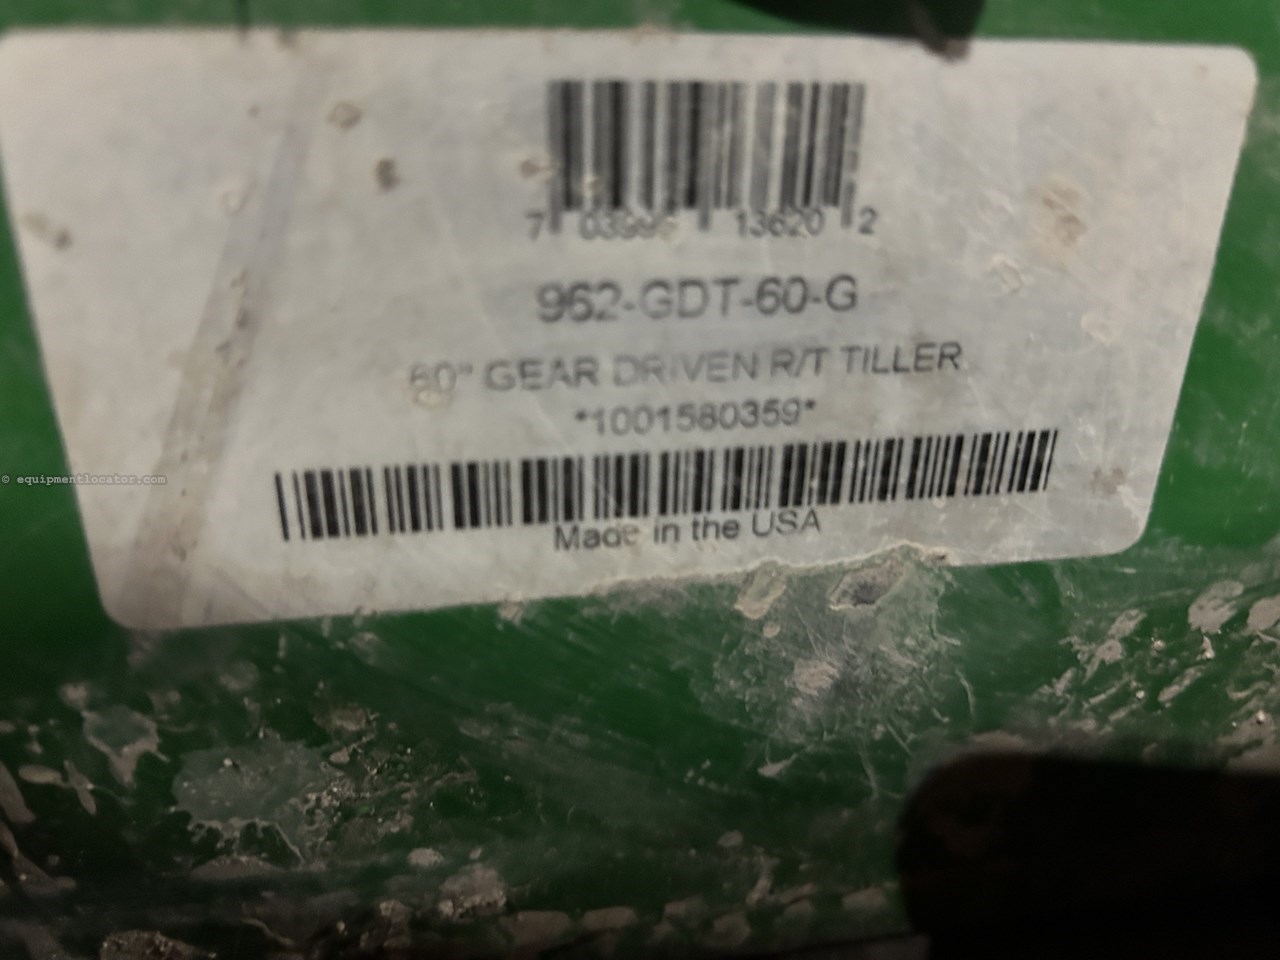 7 03996 13620 2
962-GDT-60-G
60" GEAR DRIVEN R/T TILLER
*1001580359*
© equipmentlocator.com
Made in the USA